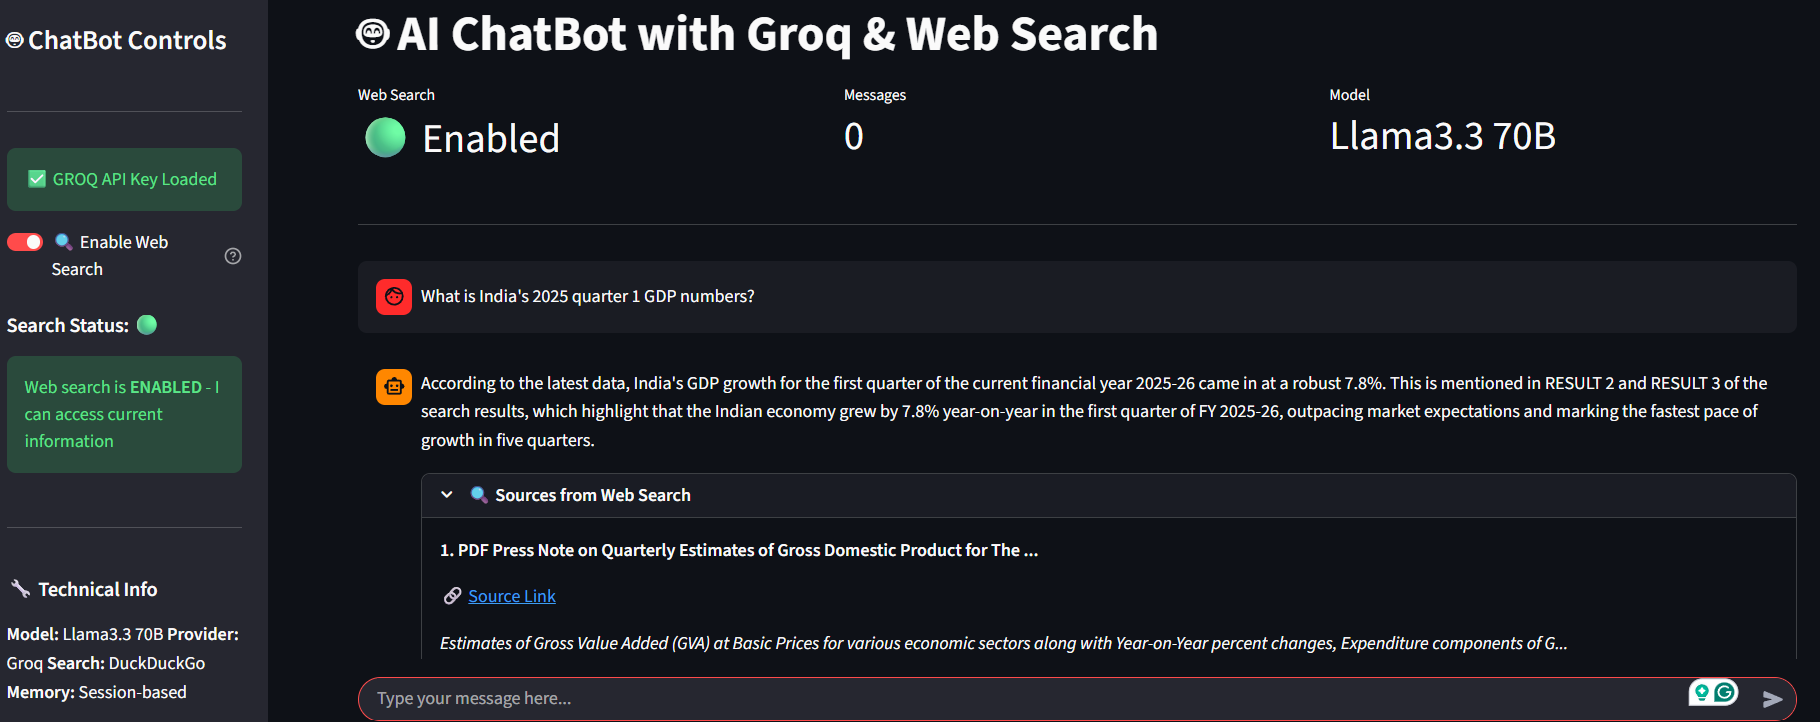 ChatBot Controls
✅ GROQ API Key Loaded
🔍 Enable Web
Search
Search Status: 🟢
Web search is ENABLED - I
can access current
information
🔧 Technical Info
Model: Llama3.3 70B Provider:
Groq Search: DuckDuckGo
Memory: Session-based
AI ChatBot with Groq & Web Search
Web Search
🟢 Enabled
Messages
0
Model
Llama3.3 70B
What is India's 2025 quarter 1 GDP numbers?
According to the latest data, India's GDP growth for the first quarter of the current financial year 2025-26 came in at a robust 7.8%. This is mentioned in RESULT 2 and RESULT 3 of the
search results, which highlight that the Indian economy grew by 7.8% year-on-year in the first quarter of FY 2025-26, outpacing market expectations and marking the fastest pace of
growth in five quarters.
🔍 Sources from Web Search
1. PDF Press Note on Quarterly Estimates of Gross Domestic Product for The ...
🔗 Source Link
Estimates of Gross Value Added (GVA) at Basic Prices for various economic sectors along with Year-on-Year percent changes, Expenditure components of G...
Type your message here...